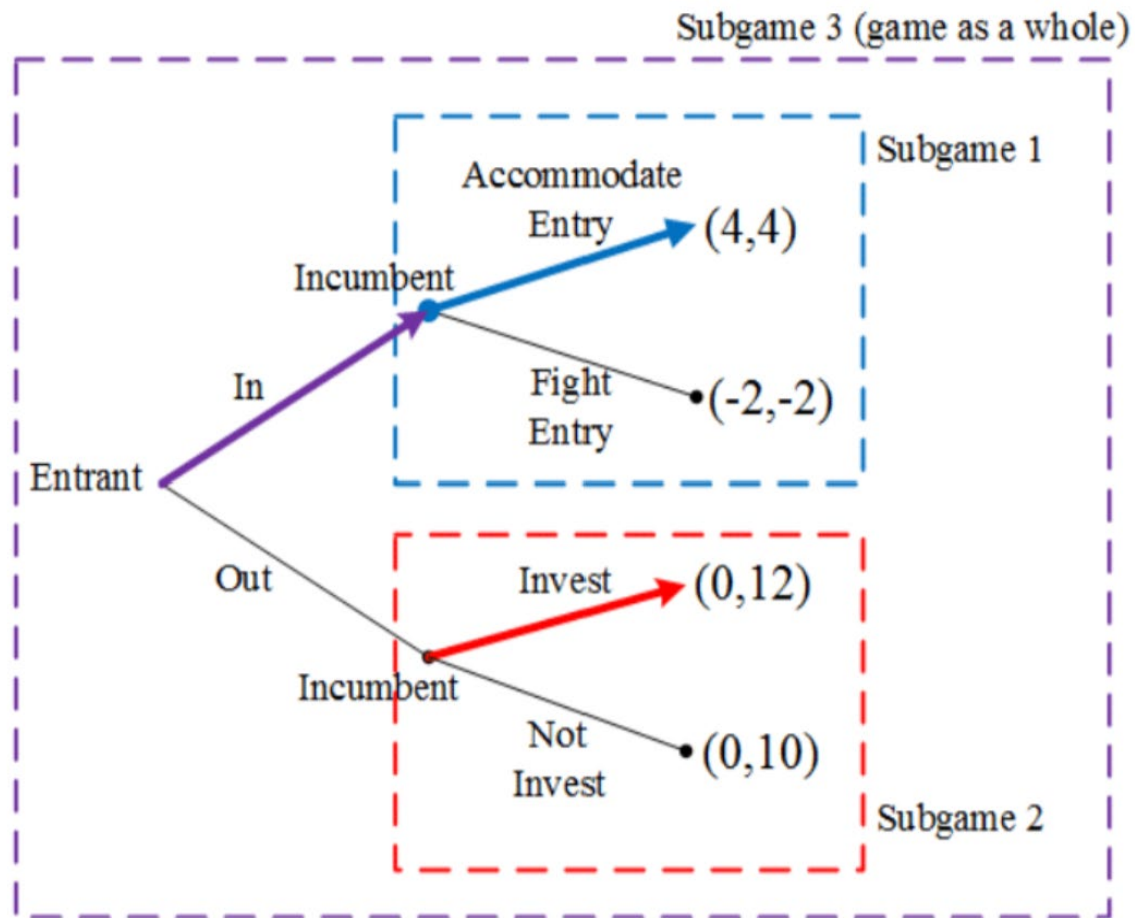 Subgame 3 (game as a whole)
Subgame 1
Accommodate
Entry
(4,4)
Incumbent
In
Fight
Entry
(-2,-2)
Entrant
Out
Invest
(0,12)
Incumbent
Not
Invest
(0,10)
Subgame 2